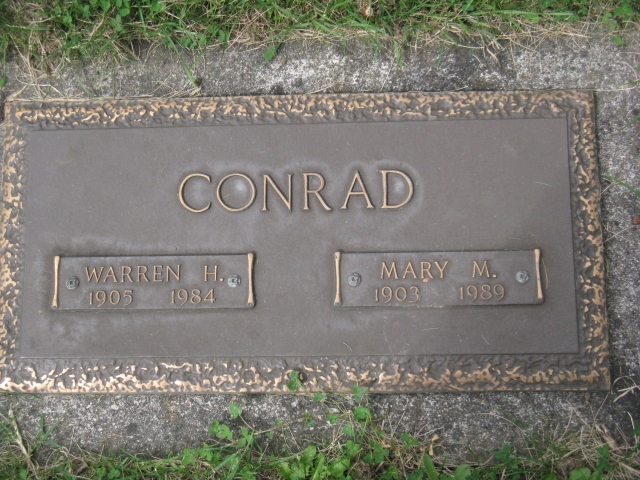 CONRAD
WARREN H.
1905 1984
MARY M.
1903 1989